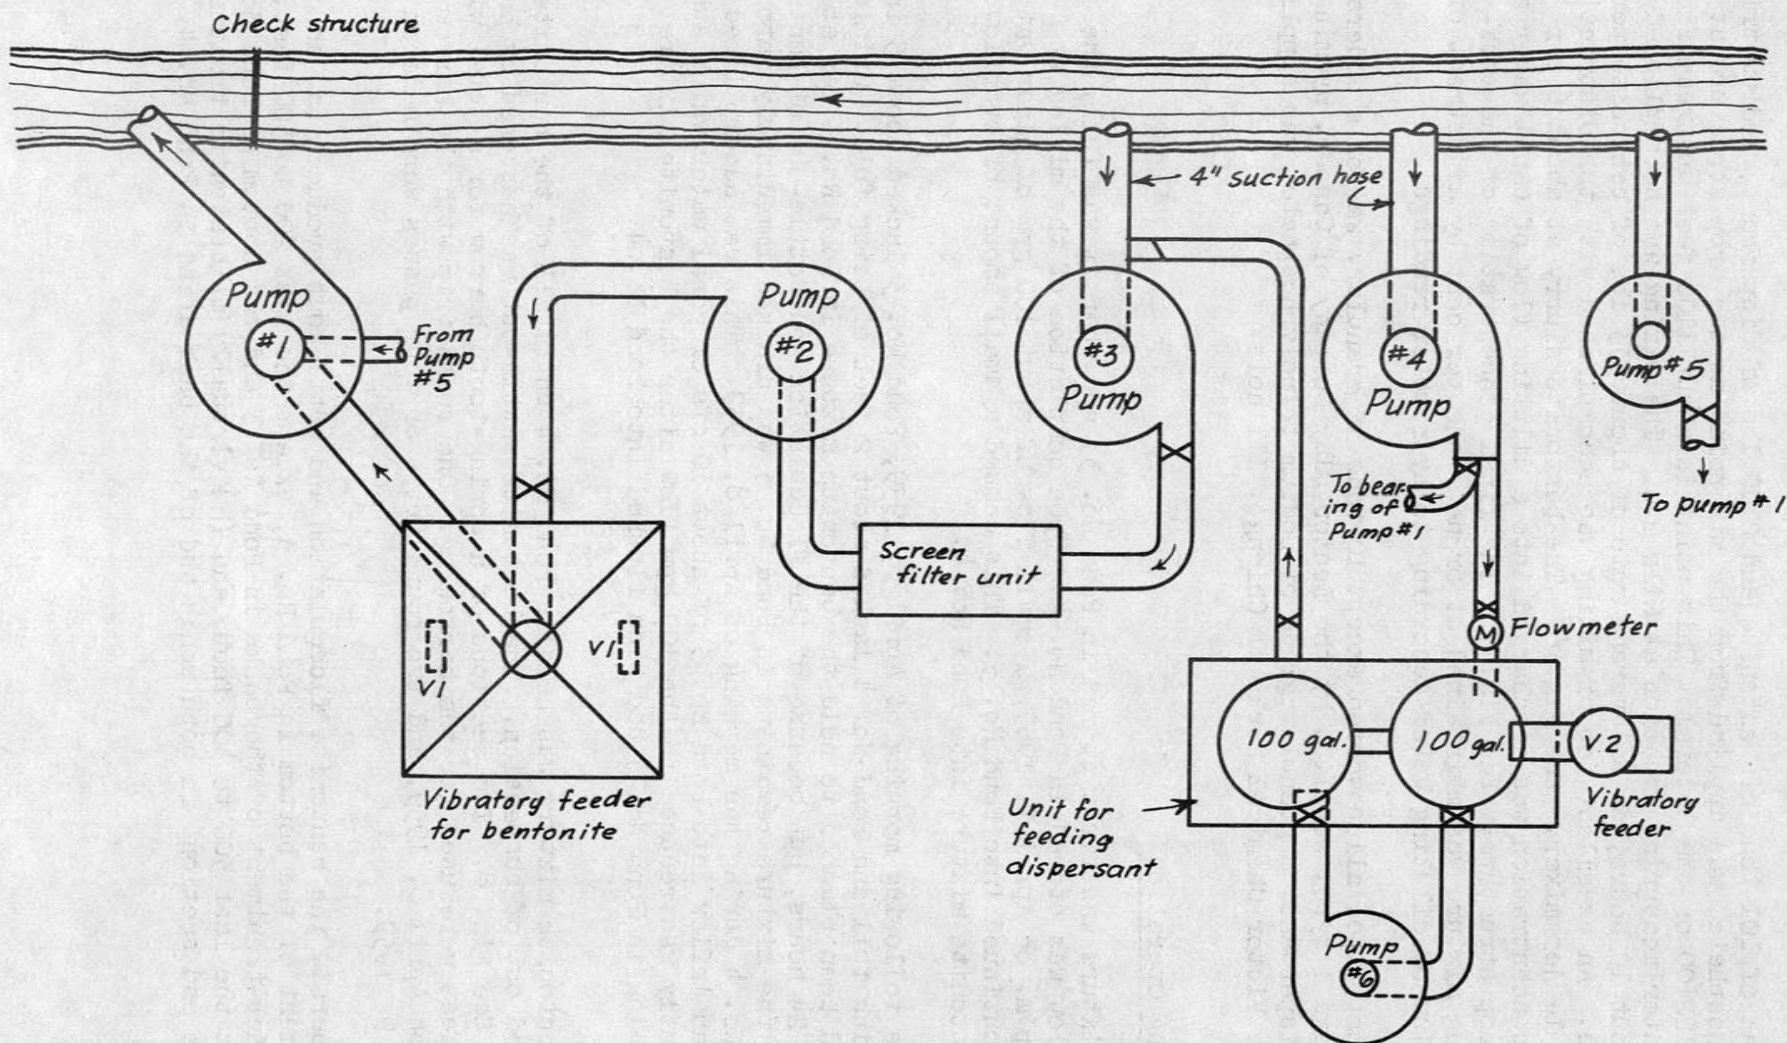 Check structure
4" suction hose
Pump
#1
From
Pump
#5
Pump
#2
#3
Pump
#4
Pump
Pump #5
To bear-
ing of
Pump #1
To pump #1
Screen
filter unit
M
Flowmeter
V1
V1
Vibratory feeder
for bentonite
100 gal.
100 gal.
V.2
Vibratory
feeder
Unit for
feeding
dispersant
Pump
#6